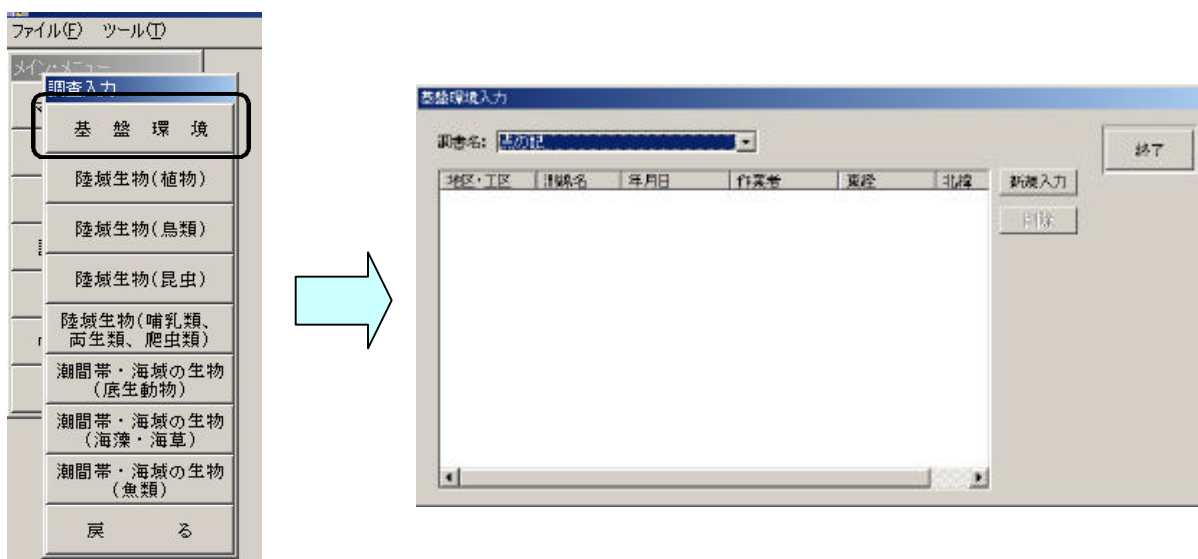 ファイル(F) ツール(T)
メイン・メニュー
調査入力
基 盤 環 境
陸域生物(植物)
陸域生物(鳥類)
陸域生物(昆虫)
陸域生物(哺乳類、
両生類、爬虫類)
潮間帯・海域の生物
(底生動物)
潮間帯・海域の生物
(海藻・海草)
潮間帯・海域の生物
(魚類)
戻 る
基盤環境入力
調書名: 点の記
終了
地区・工区 測線名 年月日 作業者 東経 北緯
新規入力
削除